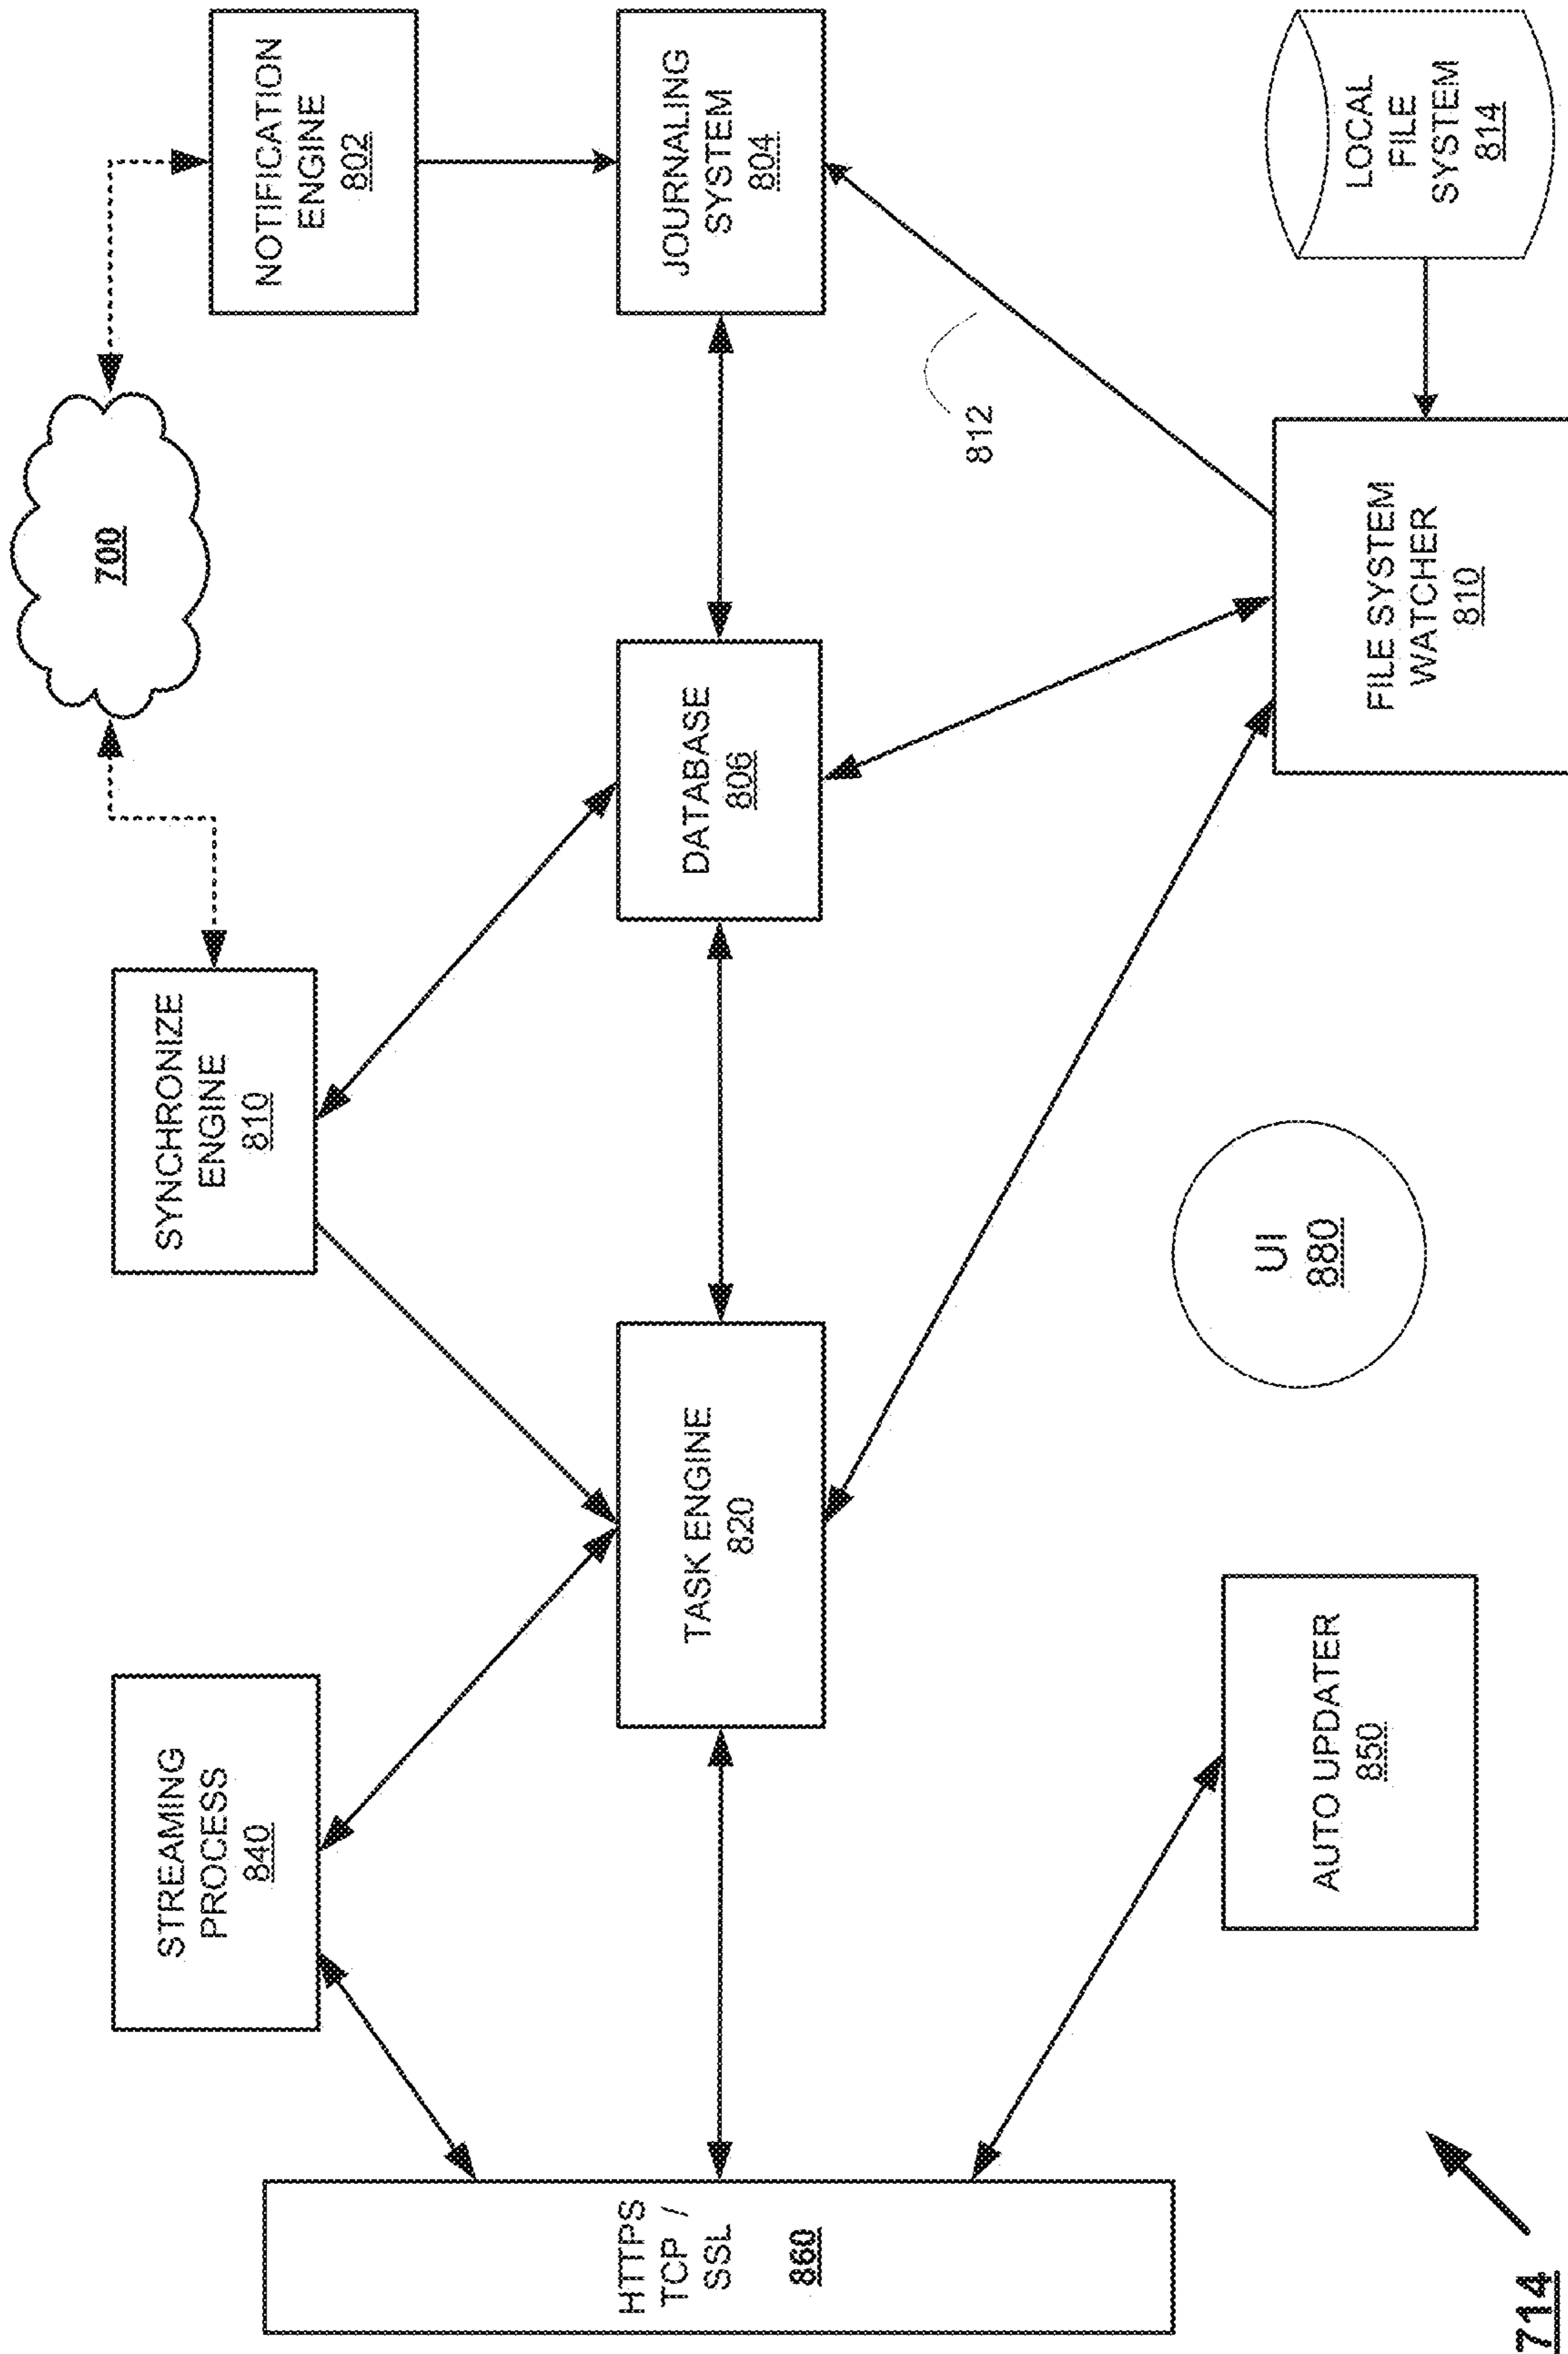 700
NOTIFICATION
ENGINE
802
SYNCHRONIZE
ENGINE
810
STREAMING
PROCESS
840
HTTPS
TCP /
SSL
860
TASK ENGINE
820
DATABASE
806
JOURNALING
SYSTEM
804
812
AUTO UPDATER
850
UI
880
FILE SYSTEM
WATCHER
810
LOCAL
FILE
SYSTEM
814
714